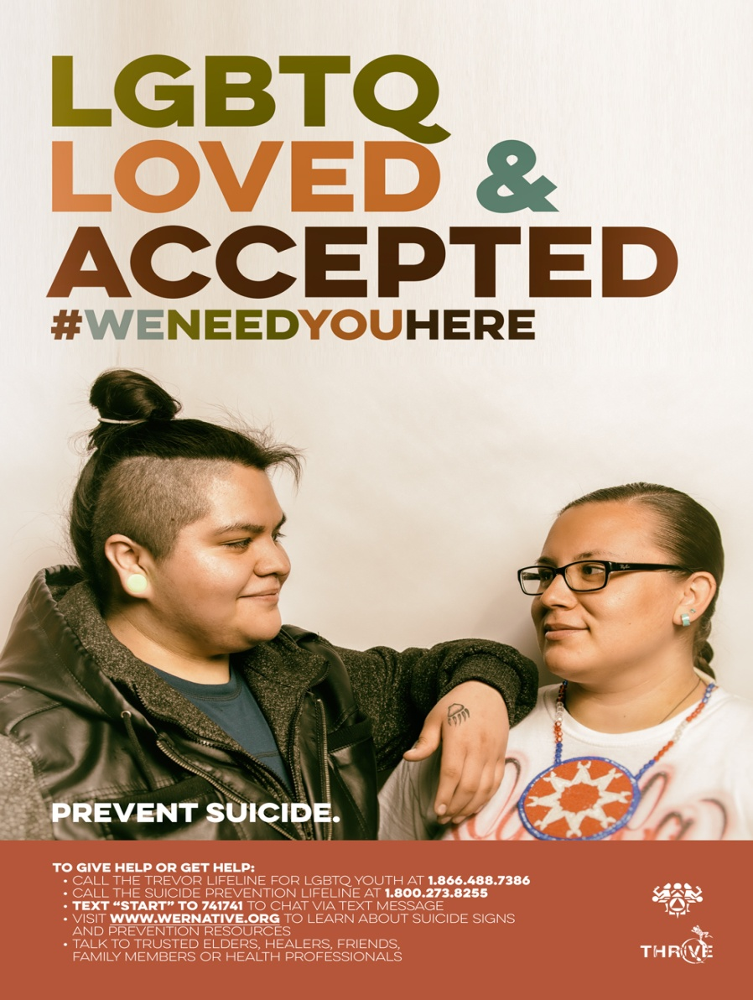 LGBTQ
LOVED &
ACCEPTED
#WENEEDYOUHERE
PREVENT SUICIDE.
TO GIVE HELP OR GET HELP:
• CALL THE TREVOR LIFELINE FOR LGBTQ YOUTH AT 1.866.488.7386
• CALL THE SUICIDE PREVENTION LIFELINE AT 1.800.273.8255
• TEXT “START” TO 741741 TO CHAT VIA TEXT MESSAGE
• VISIT WWW.WERNATIVE.ORG TO LEARN ABOUT SUICIDE SIGNS
AND PREVENTION RESOURCES
• TALK TO TRUSTED ELDERS, HEALERS, FRIENDS,
FAMILY MEMBERS OR HEALTH PROFESSIONALS
THRIVE